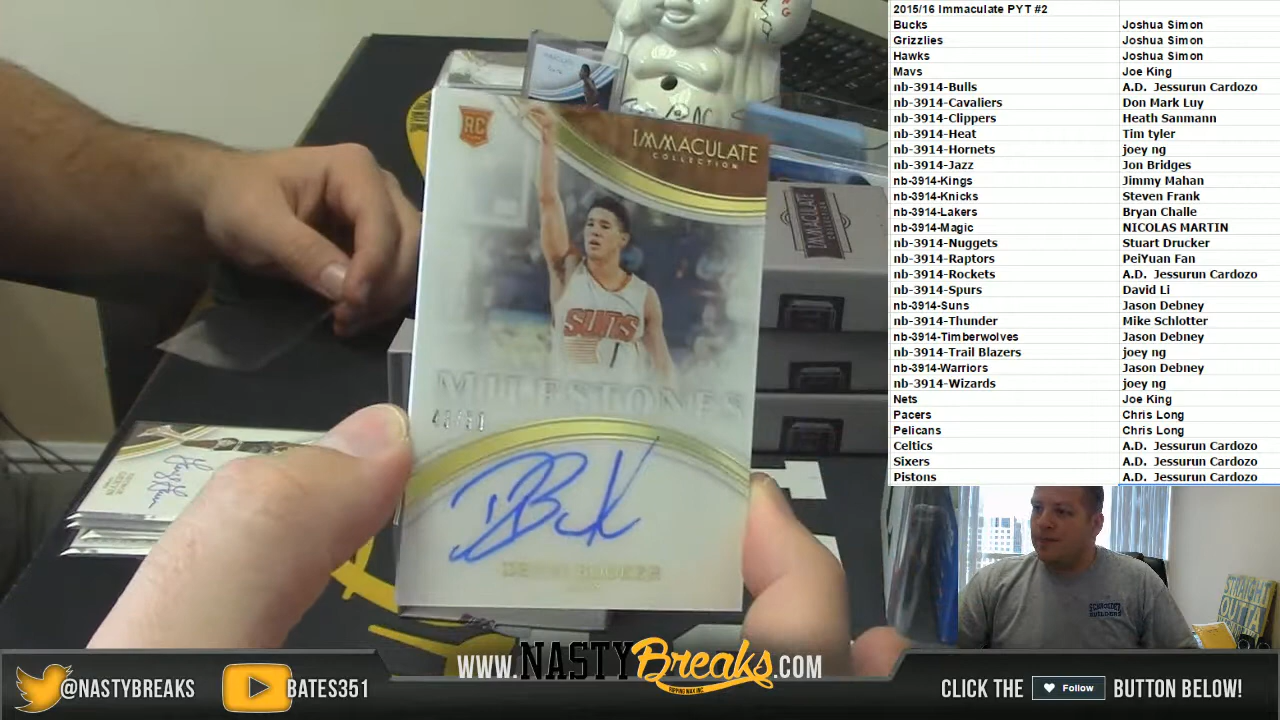 2015/16 Immaculate PYT #2
Bucks Joshua Simon
Grizzlies Joshua Simon
Hawks Joshua Simon
Mavs Joe King
nb-3914-Bulls A.D. Jessurun Cardozo
nb-3914-Cavaliers Don Mark Luy
nb-3914-Clippers Heath Sanmann
nb-3914-Heat Tim tyler
nb-3914-Hornets joey ng
nb-3914-Jazz Jon Bridges
nb-3914-Kings Jimmy Mahan
nb-3914-Knicks Steven Frank
nb-3914-Lakers Bryan Challe
nb-3914-Magic NICOLAS MARTIN
nb-3914-Nuggets Stuart Drucker
nb-3914-Raptors PeiYuan Fan
nb-3914-Rockets A.D. Jessurun Cardozo
nb-3914-Spurs David Li
nb-3914-Suns Jason Debney
nb-3914-Thunder Mike Schlotter
nb-3914-Timberwolves Jason Debney
nb-3914-Trail Blazers joey ng
nb-3914-Warriors Jason Debney
nb-3914-Wizards joey ng
Nets Joe King
Pacers Chris Long
Pelicans Chris Long
Celtics A.D. Jessurun Cardozo
Sixers A.D. Jessurun Cardozo
Pistons A.D. Jessurun Cardozo
RC
IMMACULATE
COLLECTION
SUNS
1
MILESTONES
DEVIN BOOKER
IMMACULATE
COLLECTION
STRAIGHT
WWW.NASTYBreaks.COM
@NASTYBREAKS
BATES351
CLICK THE Follow BUTTON BELOW!